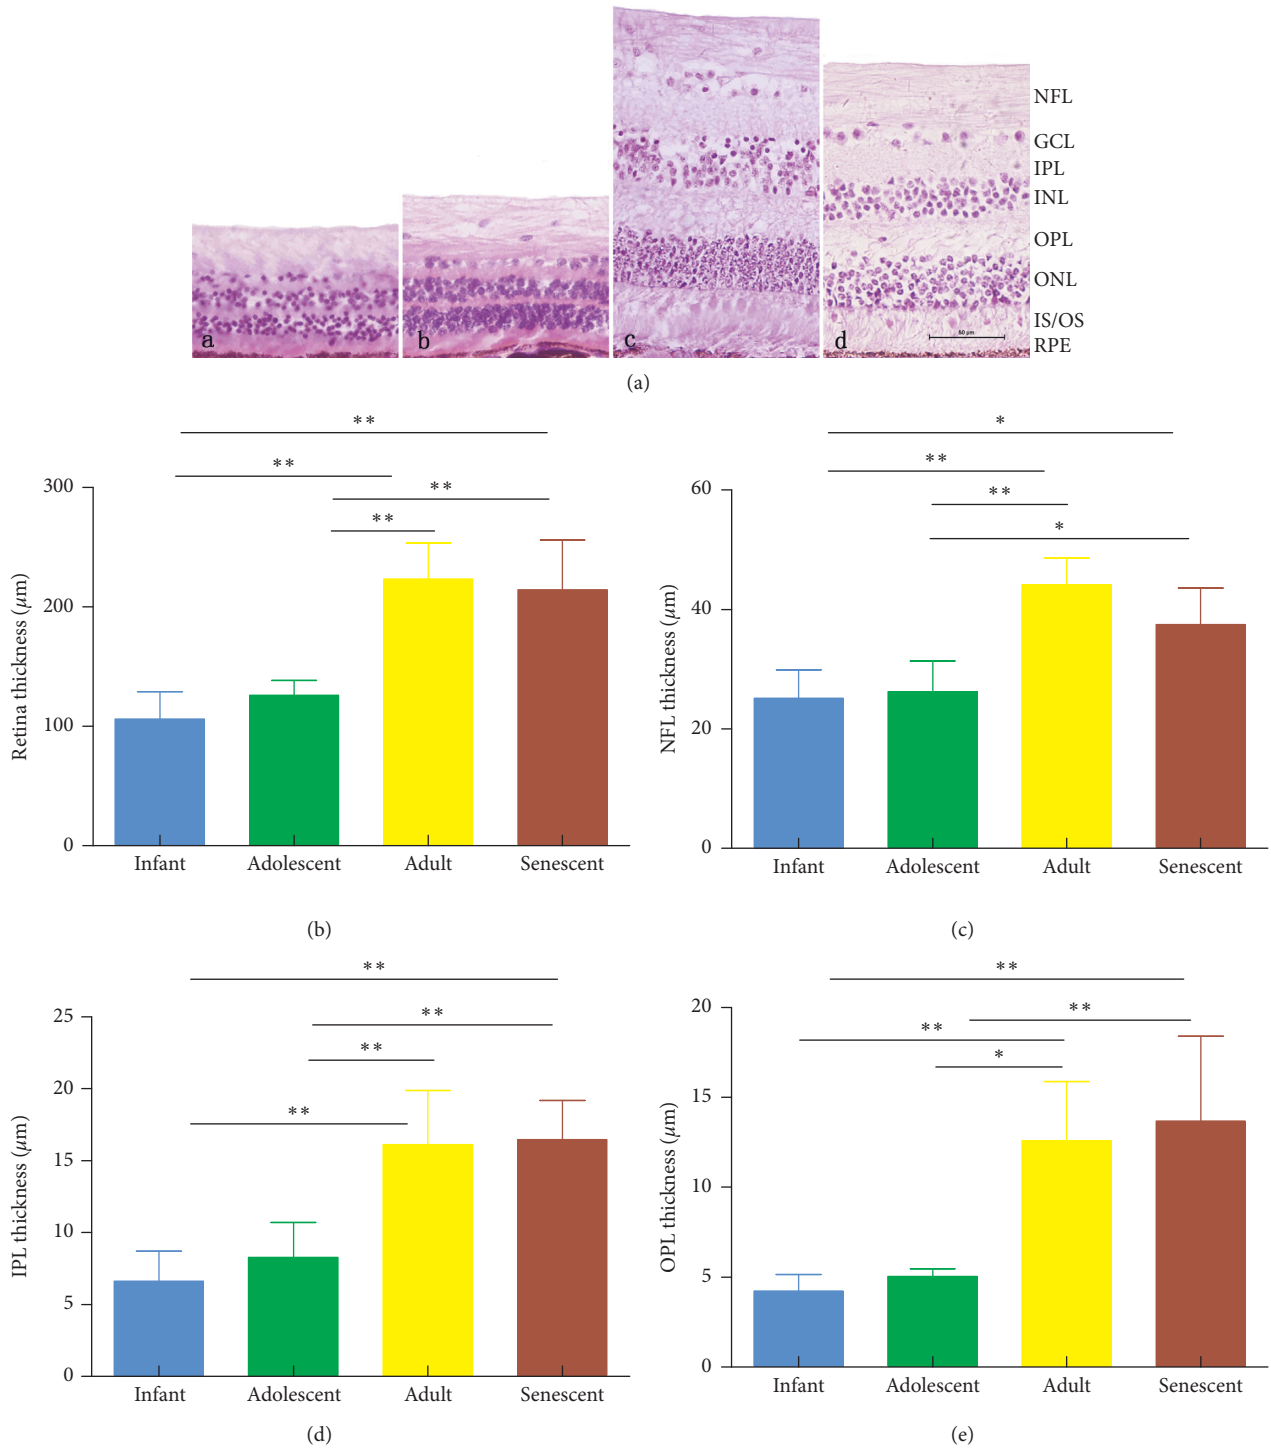 NFL
GCL
IPL
INL
OPL
ONL
IS/OS
RPE
a
b
c
d
50 μm
(a)
**
**
**
**
300
200
100
0
Retina thickness (μm)
Infant
Adolescent
Adult
Senescent
(b)
*
**
**
*
60
40
20
0
NFL thickness (μm)
Infant
Adolescent
Adult
Senescent
(c)
**
**
**
**
25
20
15
10
5
0
IPL thickness (μm)
Infant
Adolescent
Adult
Senescent
(d)
**
**
**
*
20
15
10
5
0
OPL thickness (μm)
Infant
Adolescent
Adult
Senescent
(e)